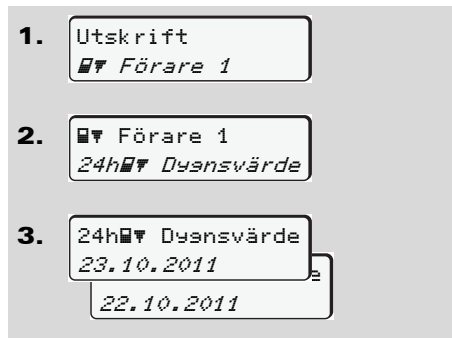 1. Utskrift
Förare 1
2. Förare 1
24h Dygnsvärde
3. 24h Dygnsvärde
23.10.2011
e
22.10.2011